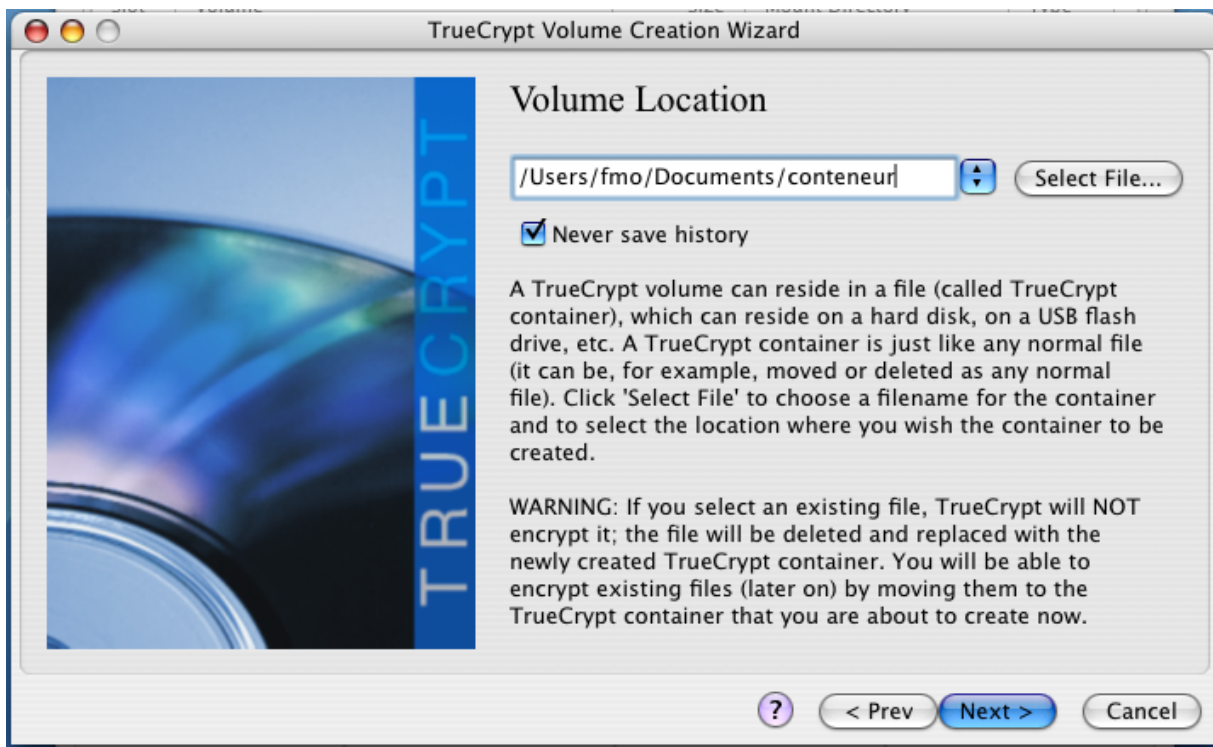 Slot Volume Size Mount Directory Type
TrueCrypt Volume Creation Wizard
TRUECRYPT
Volume Location
/Users/fmo/Documents/conteneur
Select File...
Never save history
A TrueCrypt volume can reside in a file (called TrueCrypt
container), which can reside on a hard disk, on a USB flash
drive, etc. A TrueCrypt container is just like any normal file
(it can be, for example, moved or deleted as any normal
file). Click 'Select File' to choose a filename for the container
and to select the location where you wish the container to be
created.
WARNING: If you select an existing file, TrueCrypt will NOT
encrypt it; the file will be deleted and replaced with the
newly created TrueCrypt container. You will be able to
encrypt existing files (later on) by moving them to the
TrueCrypt container that you are about to create now.
? < Prev Next > Cancel